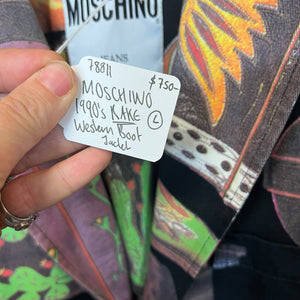 MOSCHINO
JEANS
78811
$750-
MOSCHINO
1990's RARE
L
Western Boot
Jacket